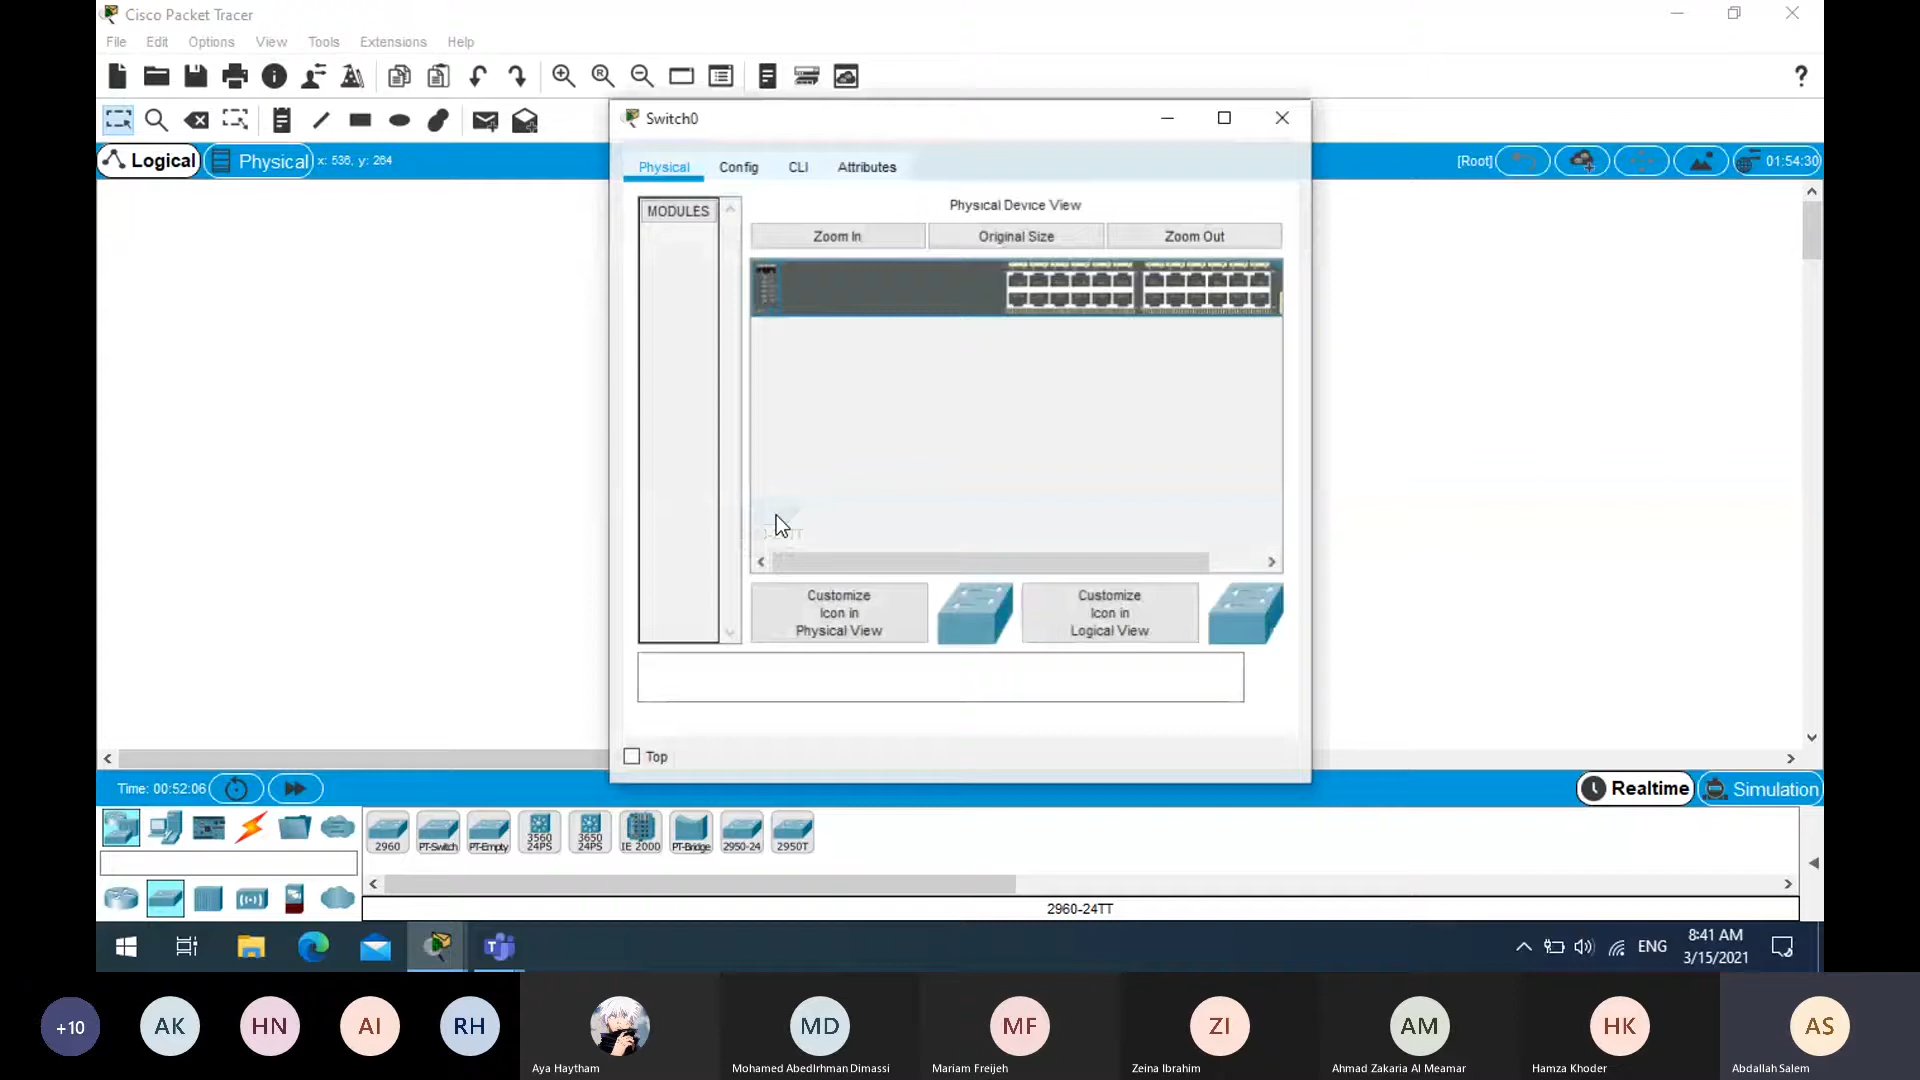 Cisco Packet Tracer
File Edit Options View Tools Extensions Help
Switch0
Logical Physical x: 536, y: 264
[Root] 01:54:30
Physical Config CLI Attributes
MODULES
Physical Device View
Zoom In Original Size Zoom Out
Customize Icon in Physical View
Customize Icon in Logical View
Top
Time: 00:52:06
Realtime Simulation
2960 PT-Switch PT-Empty 3560 24PS 3650 24PS IE 2000 PT-Bridge 2950-24 2950T
2960-24TT
ENG
8:41 AM
3/15/2021
+10 AK HN AI RH MD MF ZI AM HK AS
Aya Haytham Mohamed Abedlrhman Dimassi Mariam Freijeh Zeina Ibrahim Ahmad Zakaria Al Meamar Hamza Khoder Abdallah Salem